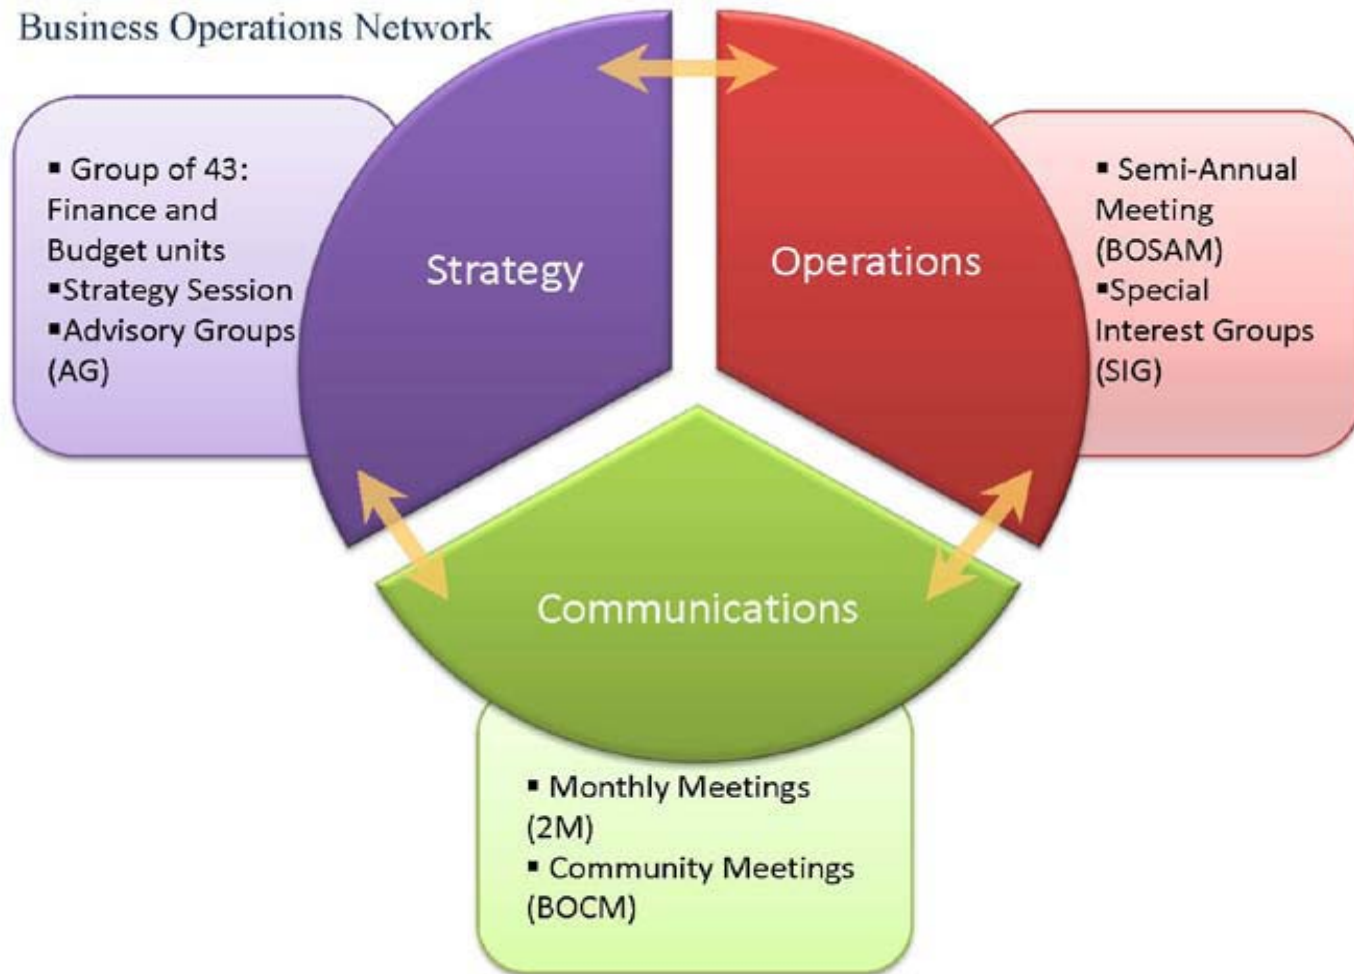 Business Operations Network
▪ Group of 43:
Finance and
Budget units
▪Strategy Session
▪Advisory Groups
(AG)
Strategy
Operations
▪ Semi-Annual
Meeting
(BOSAM)
▪Special
Interest Groups
(SIG)
Communications
▪ Monthly Meetings
(2M)
▪ Community Meetings
(BOCM)